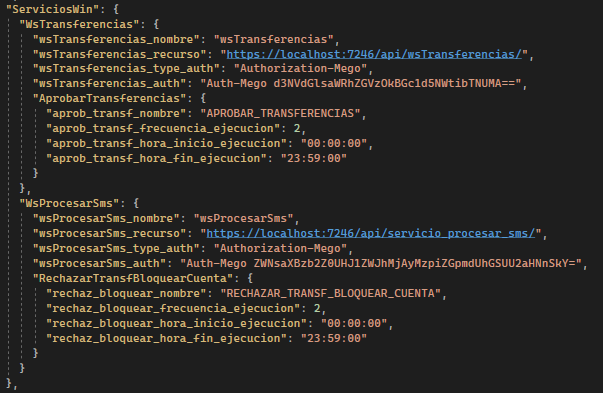 "ServiciosWin": {
"WsTransferencias": {
"wsTransferencias_nombre": "wsTransferencias",
"wsTransferencias_recurso": "https://localhost:7246/api/wsTransferencias/",
"wsTransferencias_type_auth": "Authorization-Mego",
"wsTransferencias_auth": "Auth-Mego d3NVdGlsaWRhZGVzOkBGc1d5NWtibTNUMA==",
"AprobarTransferencias": {
"aprob_transf_nombre": "APROBAR_TRANSFERENCIAS",
"aprob_transf_frecuencia_ejecucion": 2,
"aprob_transf_hora_inicio_ejecucion": "00:00:00",
"aprob_transf_hora_fin_ejecucion": "23:59:00"
}
},
"WsProcesarSms": {
"wsProcesarSms_nombre": "wsProcesarSms",
"wsProcesarSms_recurso": "https://localhost:7246/api/servicio_procesar_sms/",
"wsProcesarSms_type_auth": "Authorization-Mego",
"wsProcesarSms_auth": "Auth-Mego ZWNsaXBzb2Z0UHJ1ZWJhMjAyMzpiZGpmdUhGSUU2aHNnSkY=",
"RechazarTransfBloquearCuenta": {
"rechaz_bloquear_nombre": "RECHAZAR_TRANSF_BLOQUEAR_CUENTA",
"rechaz_bloquear_frecuencia_ejecucion": 2,
"rechaz_bloquear_hora_inicio_ejecucion": "00:00:00",
"rechaz_bloquear_hora_fin_ejecucion": "23:59:00"
}
}
},